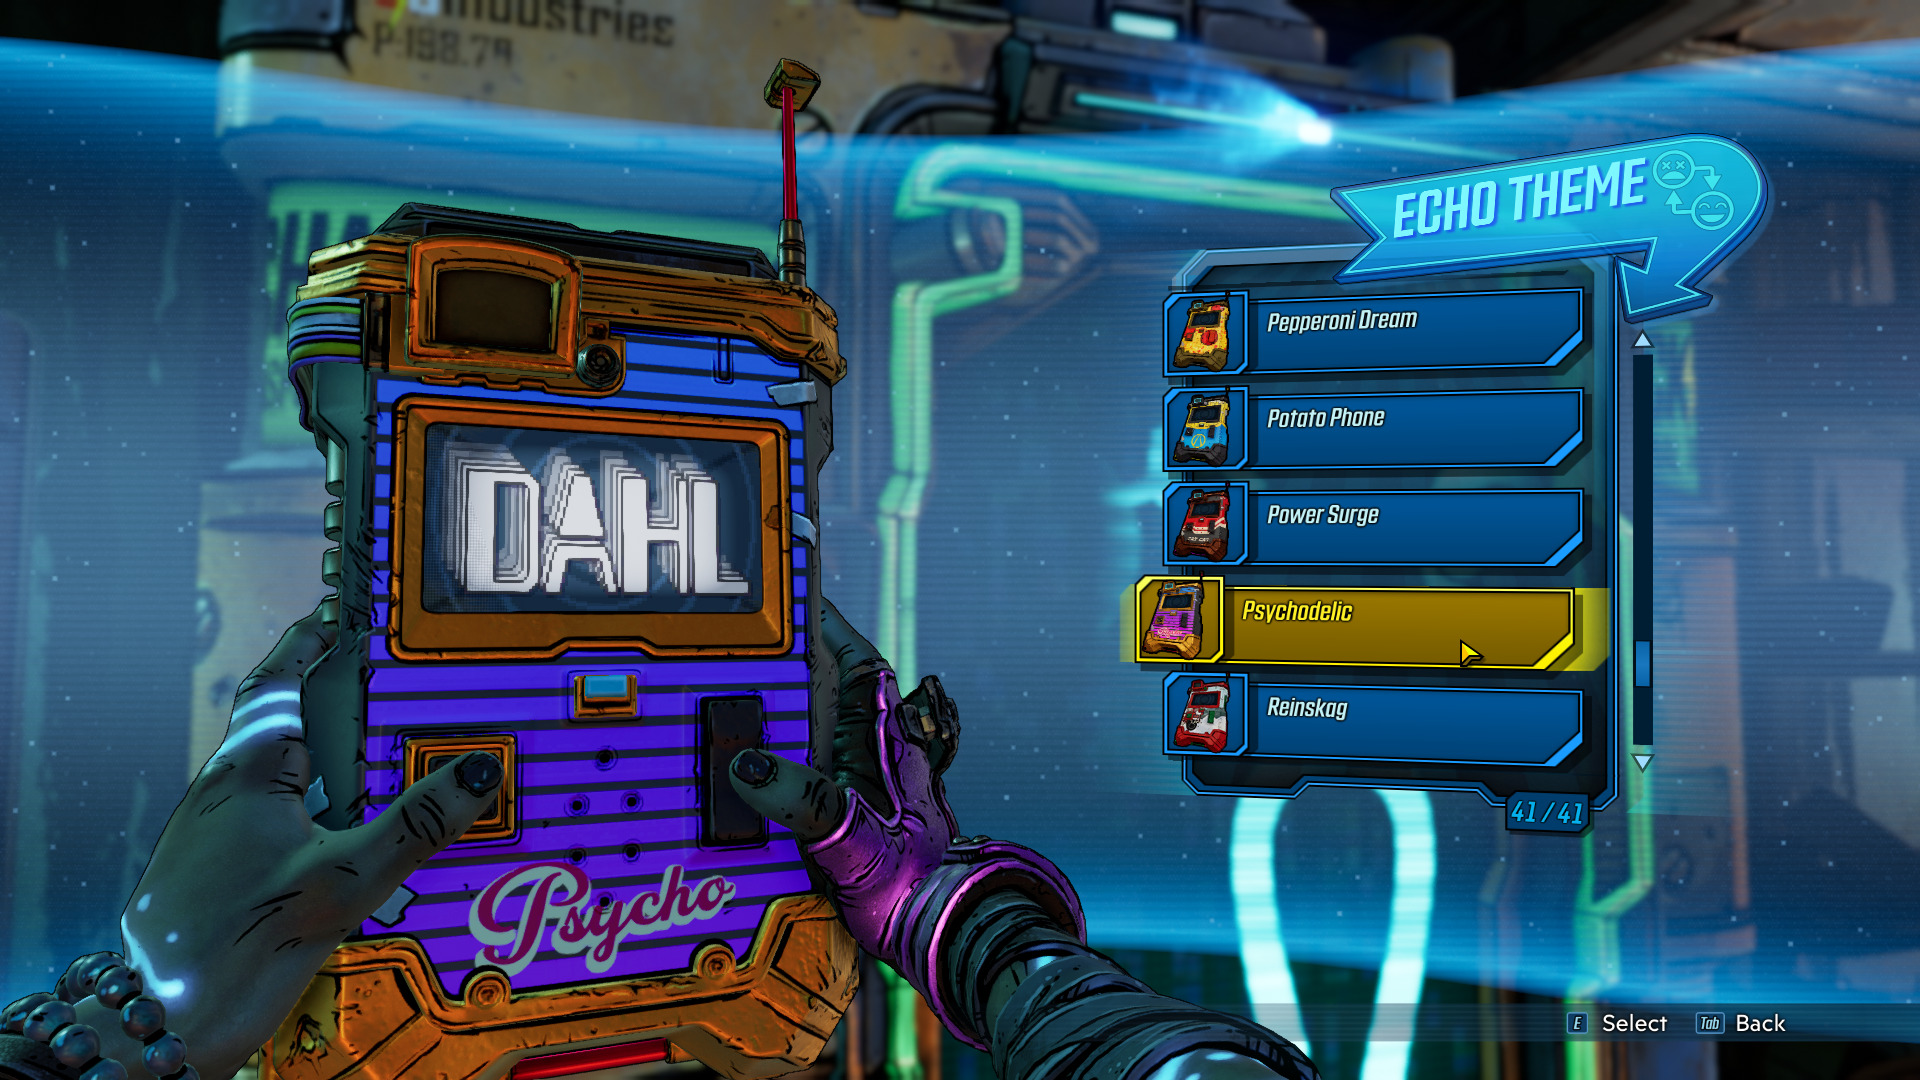 industries
P-198.79
ECHO THEME
DAHL
Psycho
Pepperoni Dream
Potato Phone
Power Surge
Psychodelic
Reinskag
41/41
E Select
Tab Back